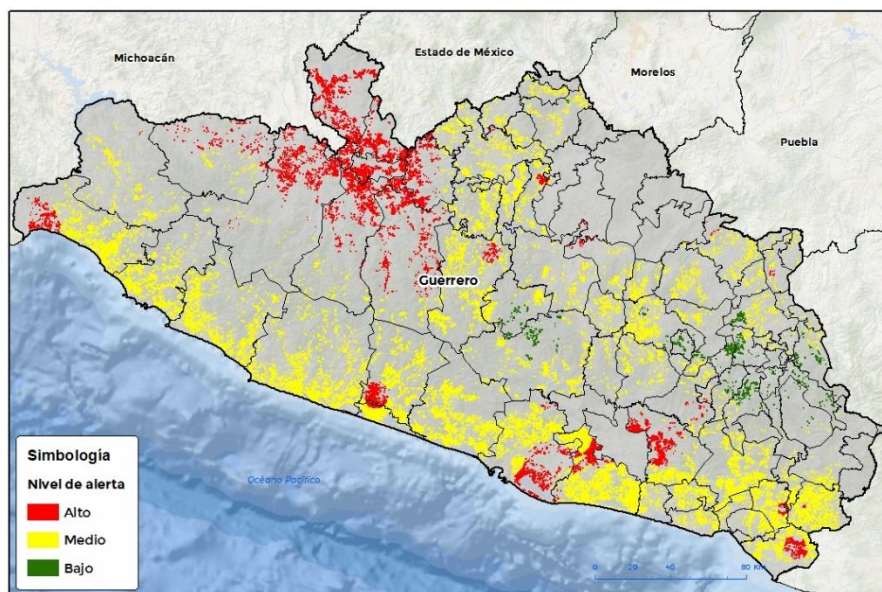 Estado de México
Michoacán
Morelos
Puebla
Guerrero
Océano Pacífico
Simbología
Nivel de alerta
Alto
Medio
Bajo
0 20 40 80 KM